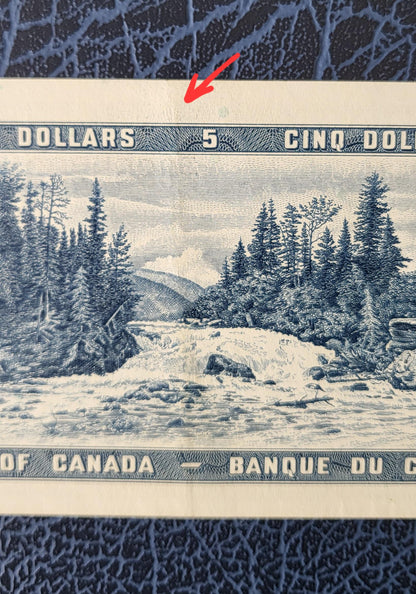 DOLLARS 5 CINQ DOL
OF CANADA — BANQUE DU C